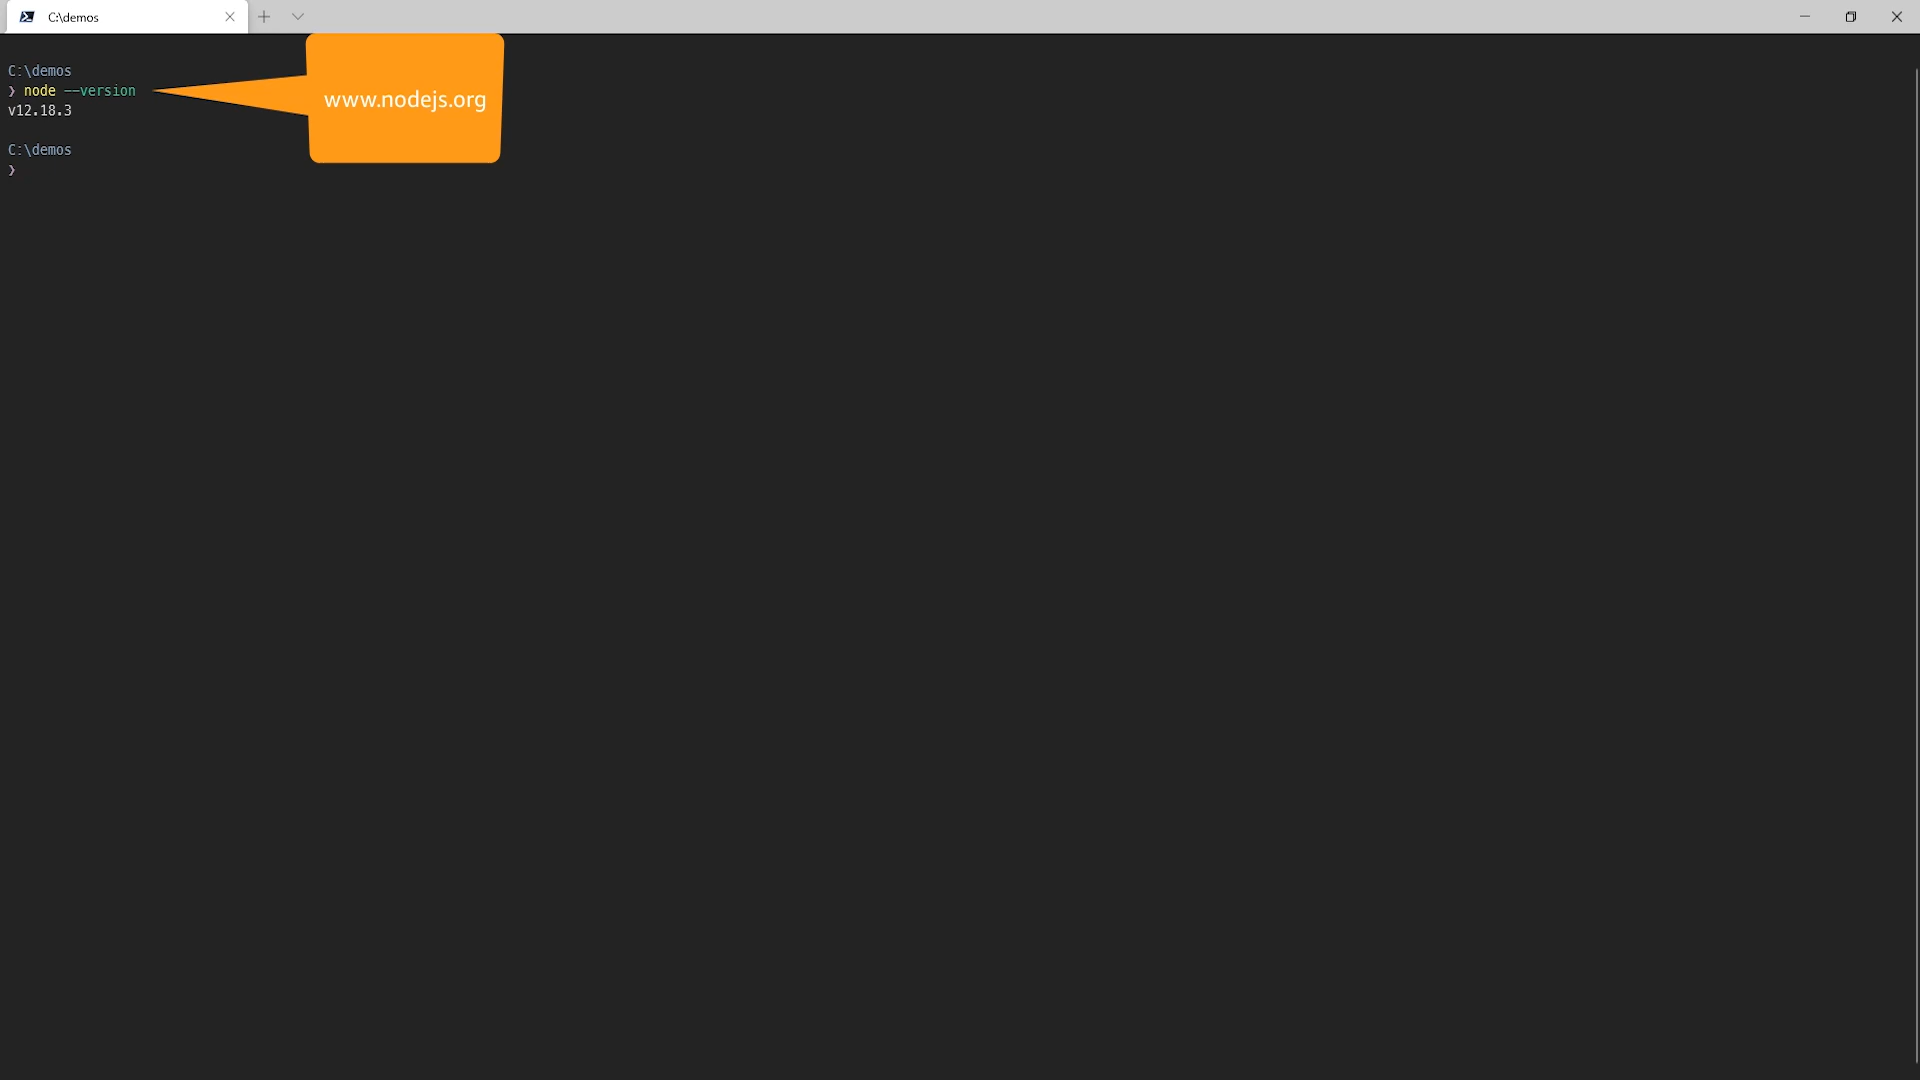 C:\demos
C:\demos
❯ node --version
www.nodejs.org
v12.18.3
C:\demos
❯